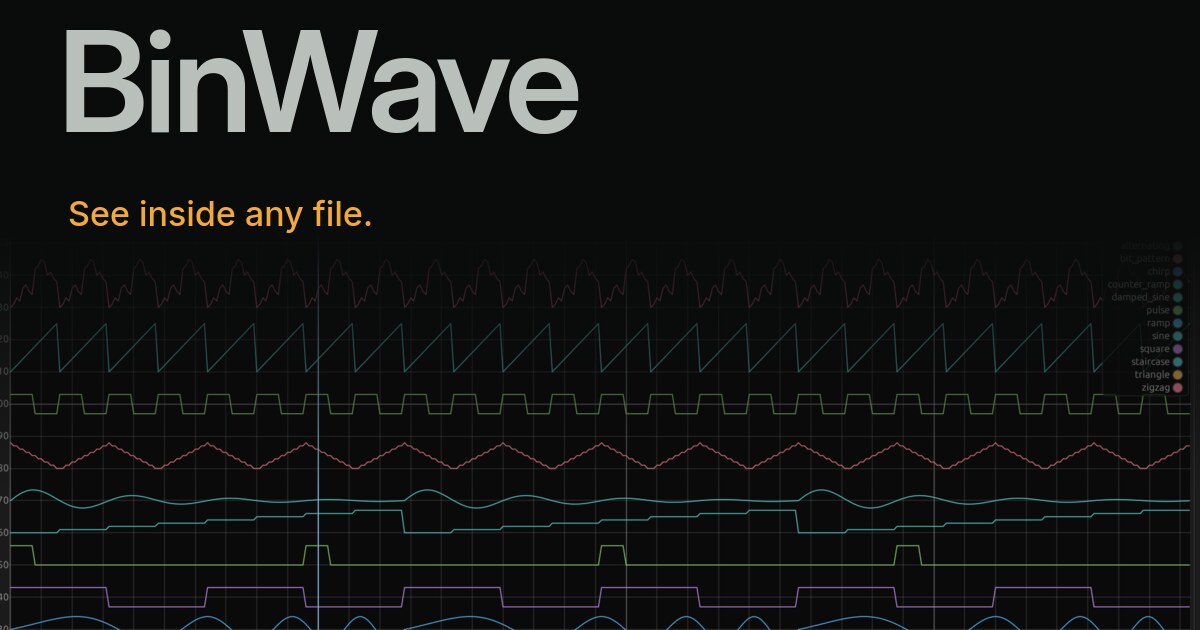 BinWave
See inside any file.
bit_pattern
chirp
counter_ramp
damped_sine
pulse
ramp
sine
square
staircase
triangle
zigzag